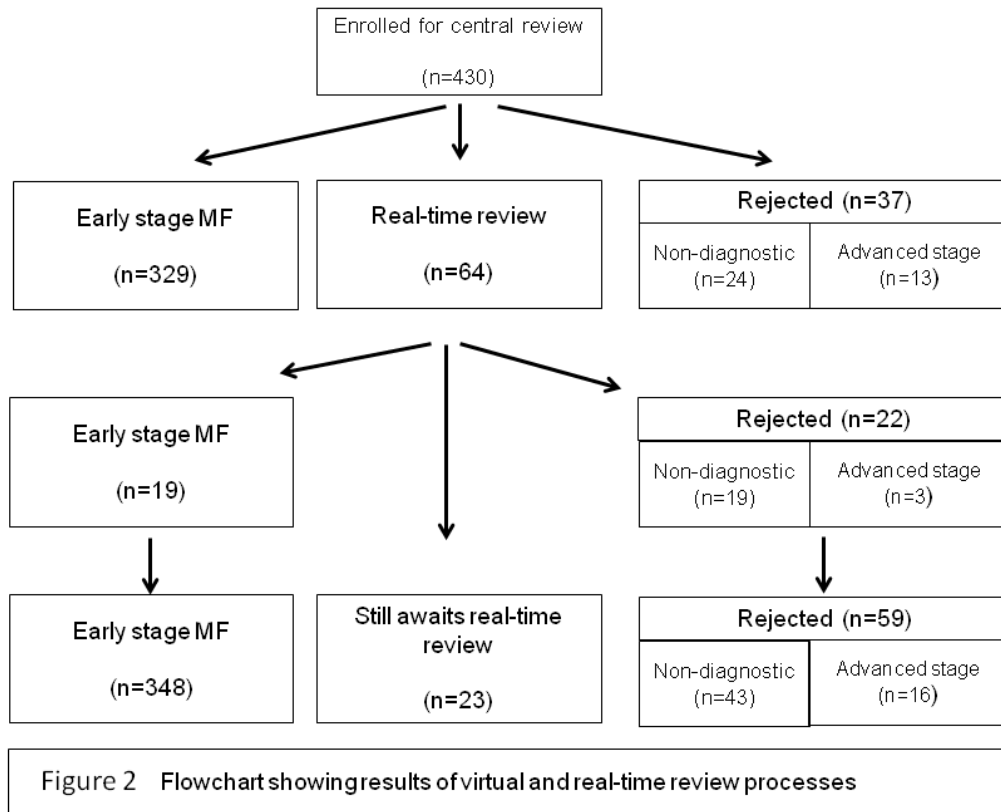 Enrolled for central review
(n=430)
Early stage MF
(n=329)
Real-time review
(n=64)
Rejected (n=37)
Non-diagnostic
(n=24)
Advanced stage
(n=13)
Early stage MF
(n=19)
Rejected (n=22)
Non-diagnostic
(n=19)
Advanced stage
(n=3)
Early stage MF
(n=348)
Still awaits real-time
review
(n=23)
Rejected (n=59)
Non-diagnostic
(n=43)
Advanced stage
(n=16)
Figure 2 Flowchart showing results of virtual and real-time review processes